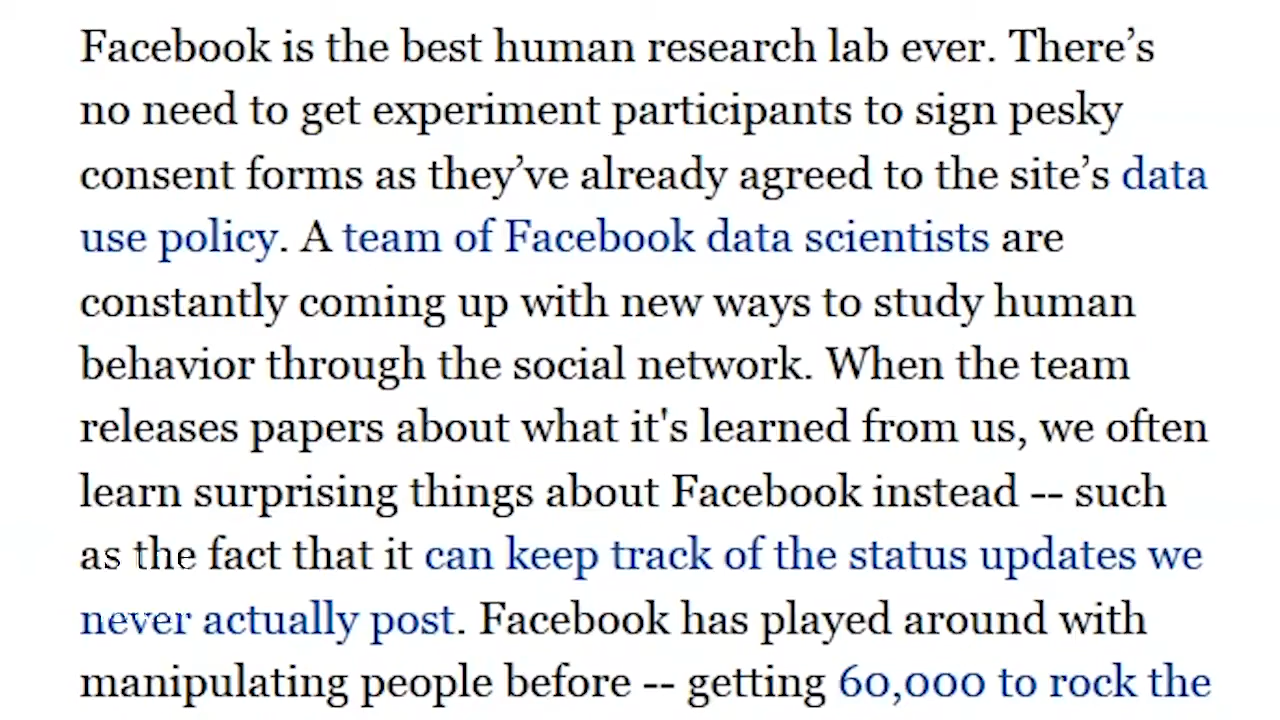 Facebook is the best human research lab ever. There’s
no need to get experiment participants to sign pesky
consent forms as they’ve already agreed to the site’s data
use policy. A team of Facebook data scientists are
constantly coming up with new ways to study human
behavior through the social network. When the team
releases papers about what it's learned from us, we often
learn surprising things about Facebook instead -- such
as the fact that it can keep track of the status updates we
never actually post. Facebook has played around with
manipulating people before -- getting 60,000 to rock the